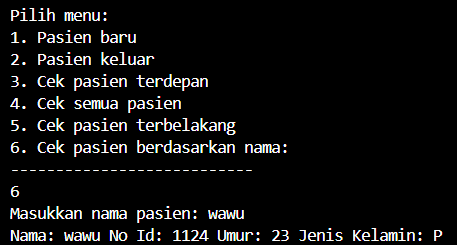 Pilih menu:
1. Pasien baru
2. Pasien keluar
3. Cek pasien terdepan
4. Cek semua pasien
5. Cek pasien terbelakang
6. Cek pasien berdasarkan nama:
---------------------------
6
Masukkan nama pasien: wawu
Nama: wawu No Id: 1124 Umur: 23 Jenis Kelamin: P